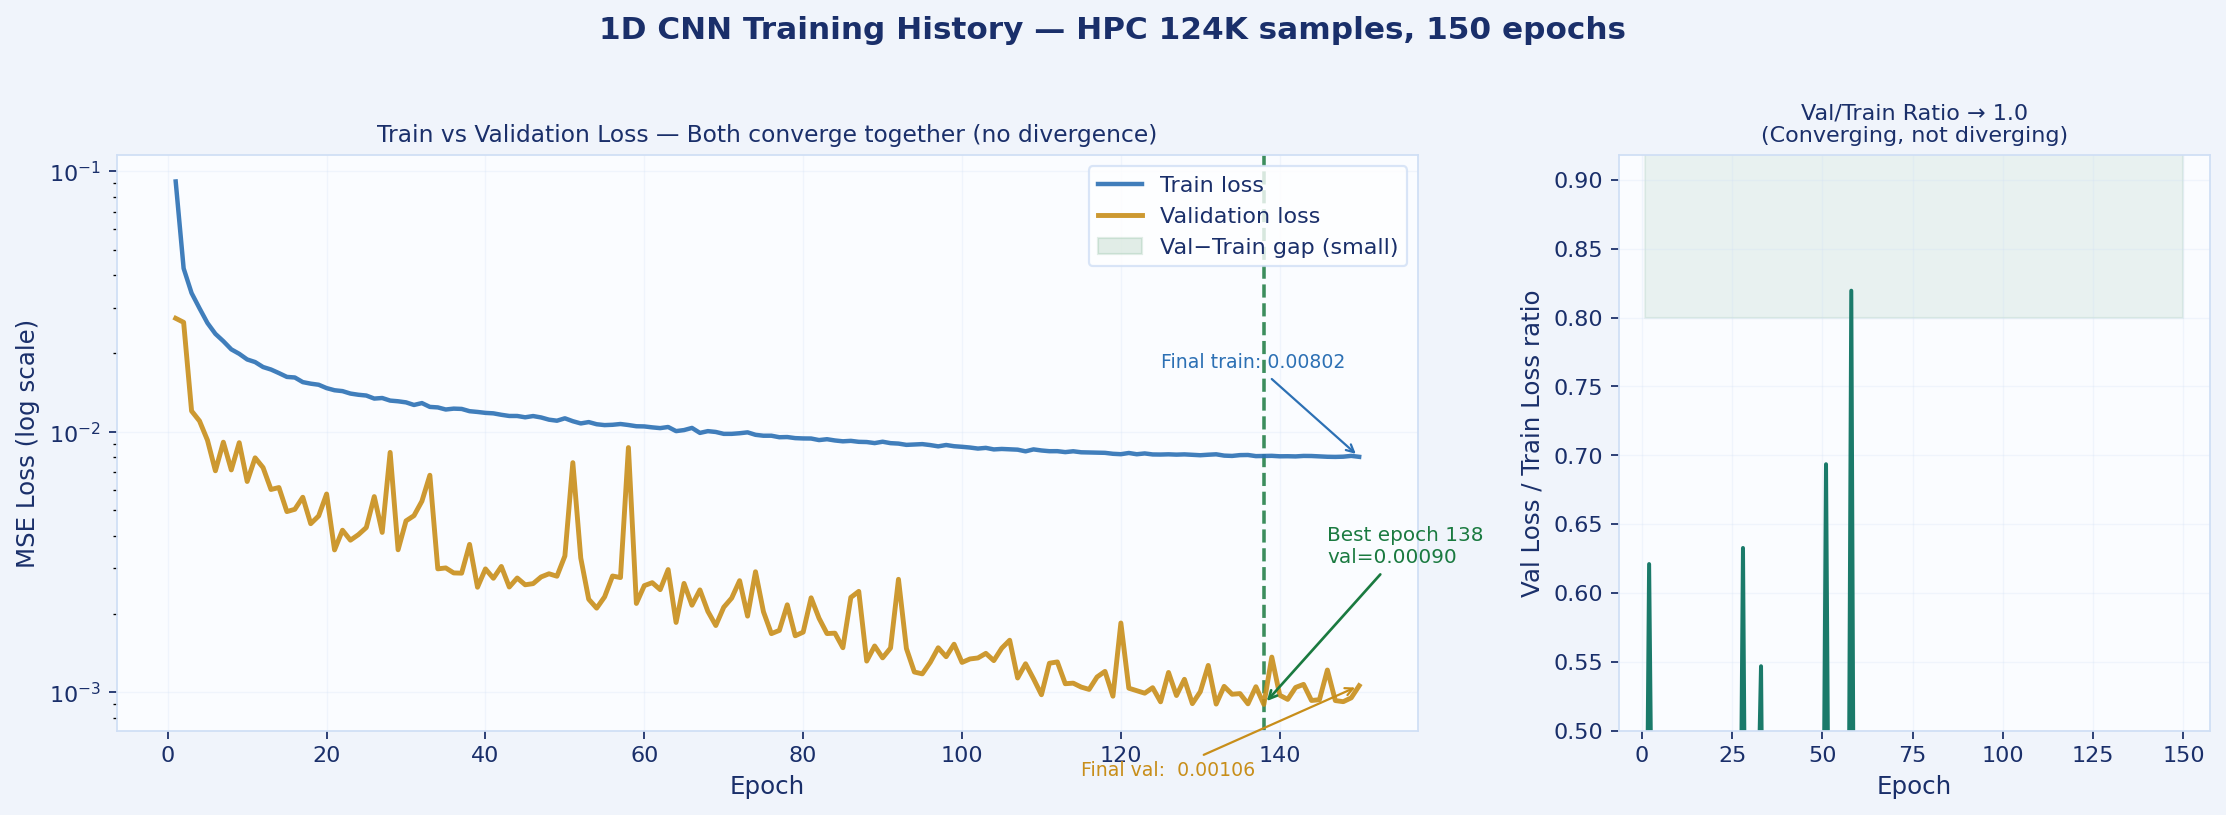 1D CNN Training History — HPC 124K samples, 150 epochs
Train vs Validation Loss — Both converge together (no divergence)
MSE Loss (log scale)
10⁻¹
10⁻²
10⁻³
Train loss
Validation loss
Val−Train gap (small)
Final train: 0.00802
Best epoch 138
val=0.00090
Final val:  0.00106
0 20 40 60 80 100 120 140
Epoch
Val/Train Ratio → 1.0
(Converging, not diverging)
Val Loss / Train Loss ratio
0.90
0.85
0.80
0.75
0.70
0.65
0.60
0.55
0.50
0 25 50 75 100 125 150
Epoch